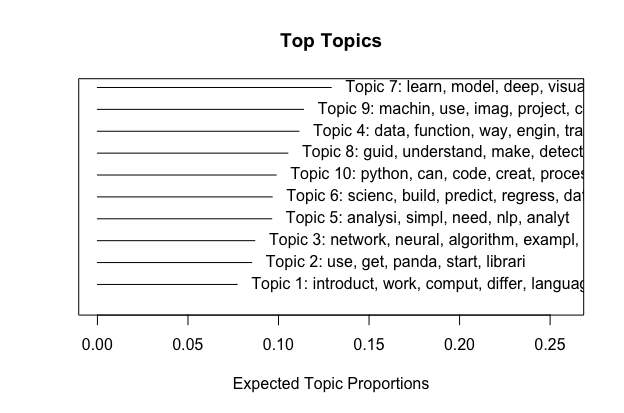 Top Topics
Topic 7: learn, model, deep, visua
Topic 9: machin, use, imag, project, c
Topic 4: data, function, way, engin, tra
Topic 8: guid, understand, make, detect
Topic 10: python, can, code, creat, proces
Topic 6: scienc, build, predict, regress, dat
Topic 5: analysi, simpl, need, nlp, analyt
Topic 3: network, neural, algorithm, exampl,
Topic 2: use, get, panda, start, librari
Topic 1: introduct, work, comput, differ, languag
0.00 0.05 0.10 0.15 0.20 0.25
Expected Topic Proportions